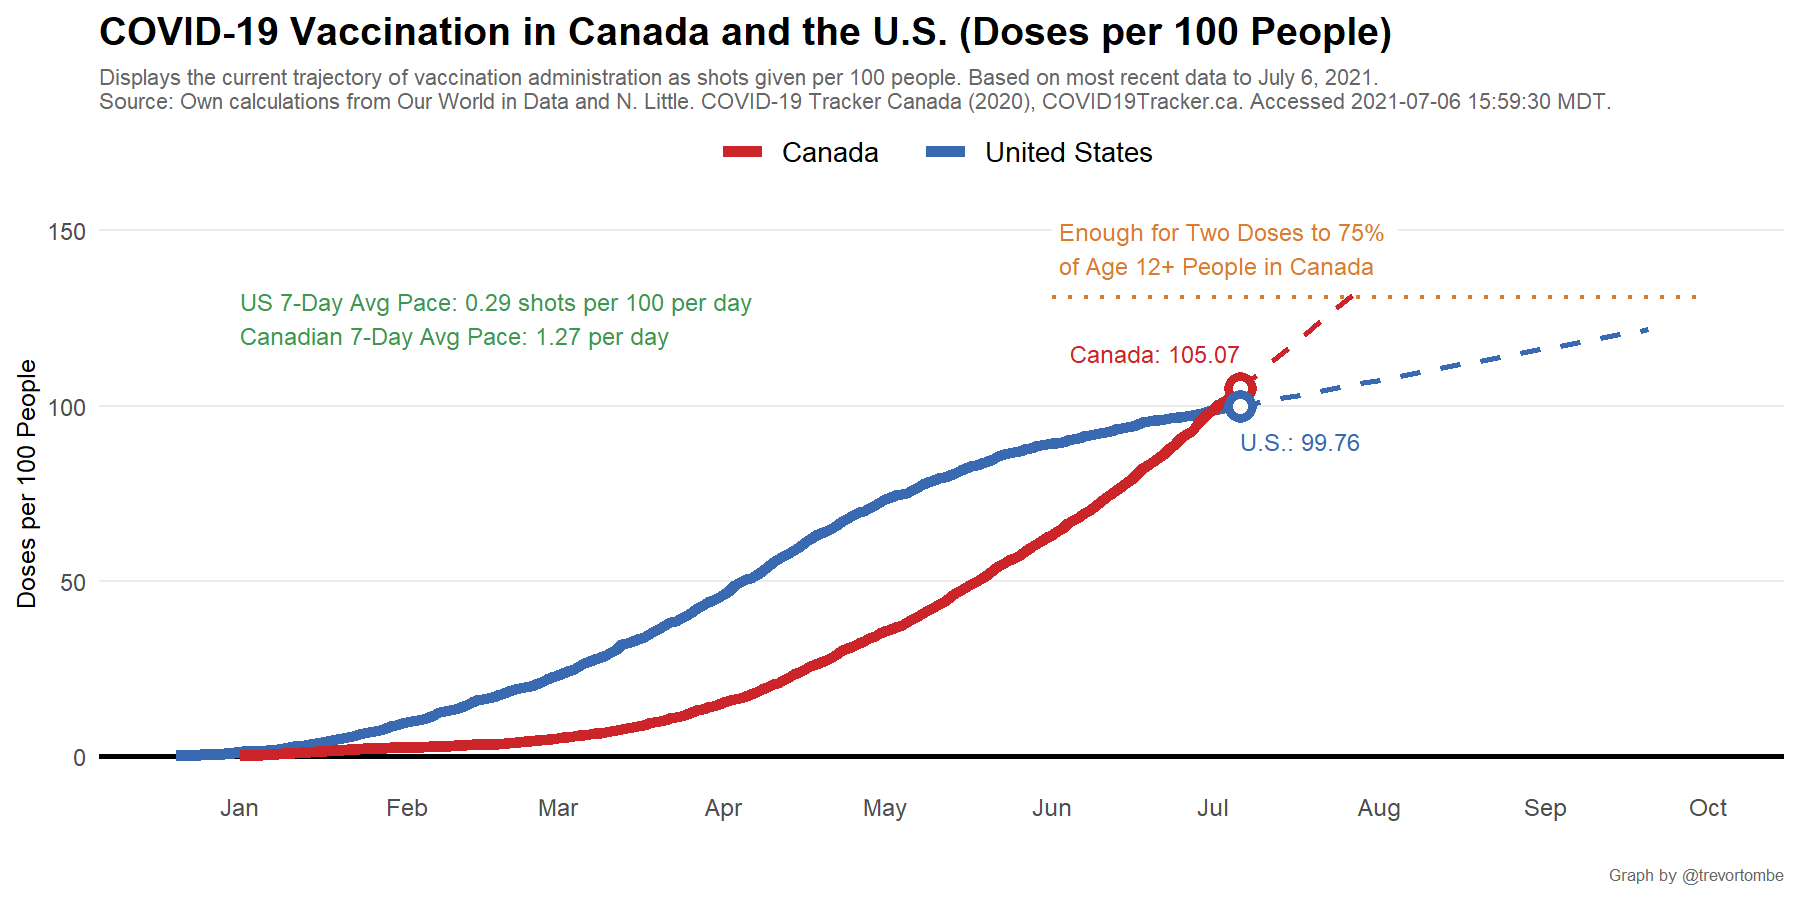 COVID-19 Vaccination in Canada and the U.S. (Doses per 100 People)
Displays the current trajectory of vaccination administration as shots given per 100 people. Based on most recent data to July 6, 2021.
Source: Own calculations from Our World in Data and N. Little. COVID-19 Tracker Canada (2020), COVID19Tracker.ca. Accessed 2021-07-06 15:59:30 MDT.
Canada
United States
150
Enough for Two Doses to 75%
of Age 12+ People in Canada
US 7-Day Avg Pace: 0.29 shots per 100 per day
Canadian 7-Day Avg Pace: 1.27 per day
Canada: 105.07
100
U.S.: 99.76
Doses per 100 People
50
0
Jan
Feb
Mar
Apr
May
Jun
Jul
Aug
Sep
Oct
Graph by @trevortombe